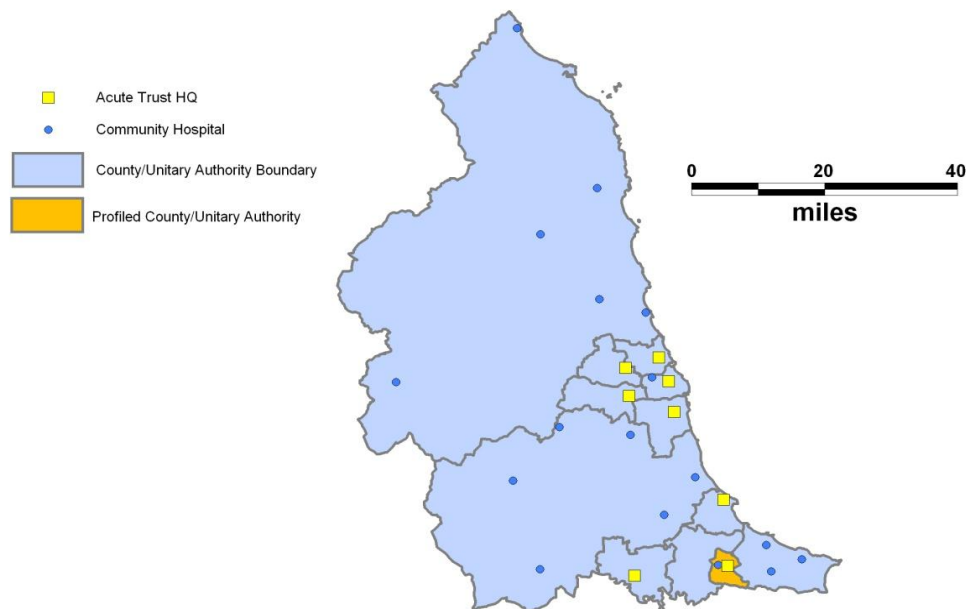 Acute Trust HQ
Community Hospital
County/Unitary Authority Boundary
Profiled County/Unitary Authority
0 20 40
miles